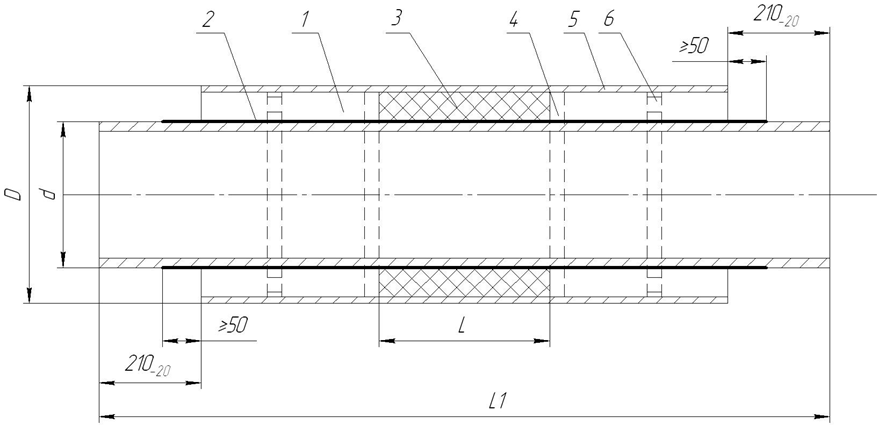 2 1 3 4 5 6 210₋₂₀
≥50
D d
≥50 L
210₋₂₀
L1